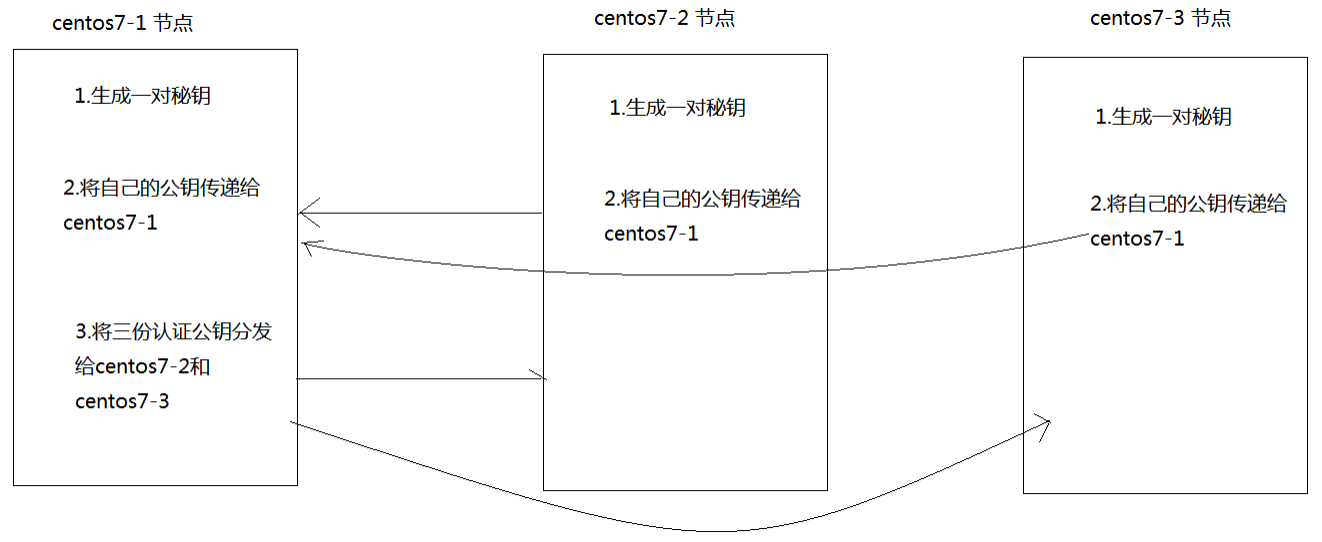 centos7-1 节点
1.生成一对秘钥
2.将自己的公钥传递给
centos7-1
3.将三份认证公钥分发
给centos7-2和
centos7-3
centos7-2 节点
1.生成一对秘钥
2.将自己的公钥传递给
centos7-1
centos7-3 节点
1.生成一对秘钥
2.将自己的公钥传递给
centos7-1